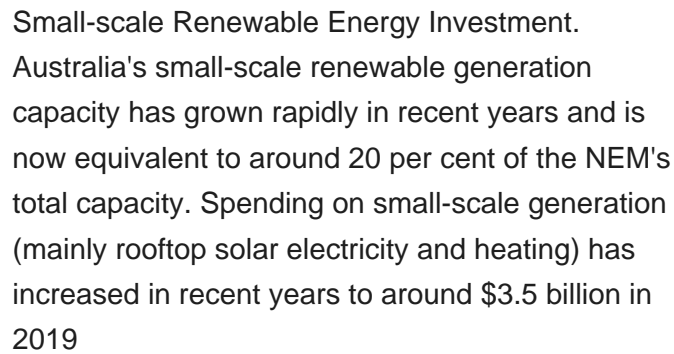 Small-scale Renewable Energy Investment.
Australia's small-scale renewable generation
capacity has grown rapidly in recent years and is
now equivalent to around 20 per cent of the NEM's
total capacity. Spending on small-scale generation
(mainly rooftop solar electricity and heating) has
increased in recent years to around $3.5 billion in
2019